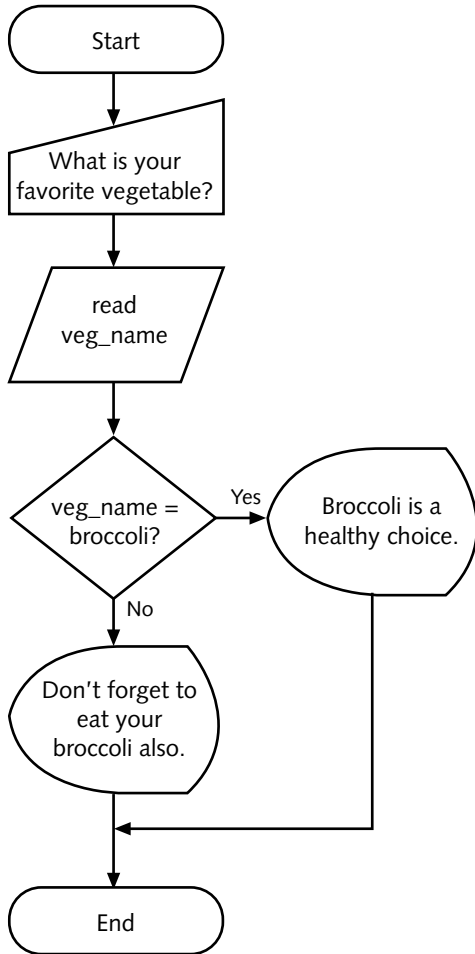 Start
What is your
favorite vegetable?
read
veg_name
veg_name =
broccoli?
Yes
Broccoli is a
healthy choice.
No
Don't forget to
eat your
broccoli also.
End